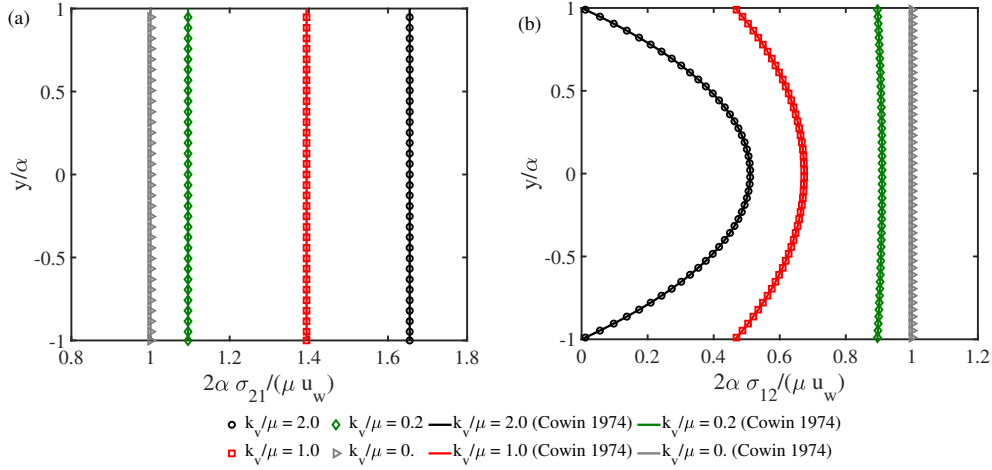 (a)
1
0.5
0
-0.5
-1
y/α
0.8 1 1.2 1.4 1.6 1.8
2α σ21/(μ uw)
(b)
1
0.5
0
-0.5
-1
y/α
0 0.2 0.4 0.6 0.8 1 1.2
2α σ12/(μ uw)
kv/μ = 2.0 kv/μ = 0.2 kv/μ = 2.0 (Cowin 1974) kv/μ = 0.2 (Cowin 1974)
kv/μ = 1.0 kv/μ = 0. kv/μ = 1.0 (Cowin 1974) kv/μ = 0. (Cowin 1974)